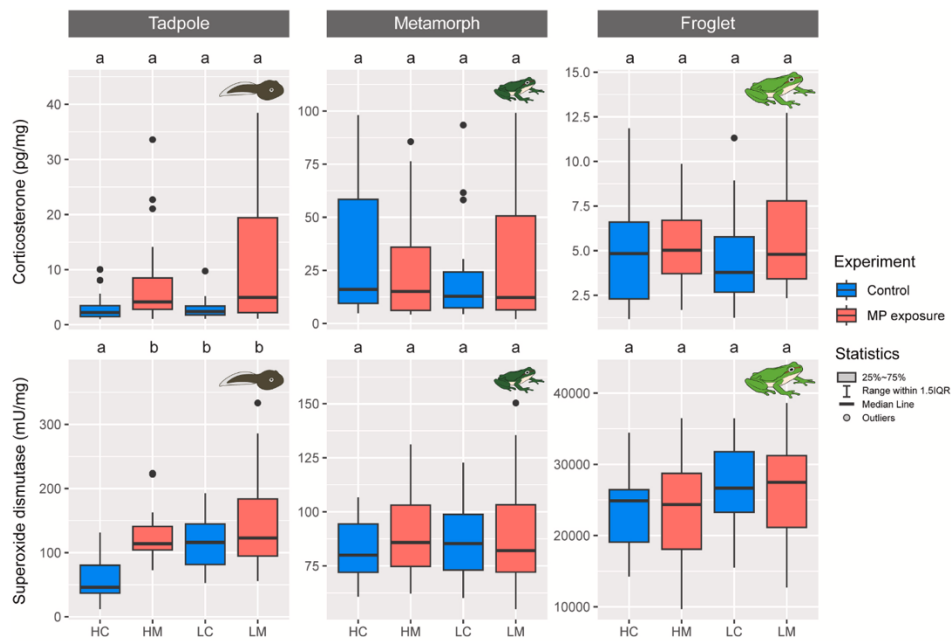 Tadpole Metamorph Froglet
a a a a a a a a a a a a
Corticosterone (pg/mg)
40
30
20
10
0
100
75
50
25
0
15.0
12.5
10.0
7.5
5.0
2.5
Experiment
Control
MP exposure
a b b b a a a a a a a a
Superoxide dismutase (mU/mg)
300
200
100
0
150
125
100
75
40000
30000
20000
10000
Statistics
25%~75%
Range within 1.5IQR
Median Line
Outliers
HC HM LC LM HC HM LC LM HC HM LC LM